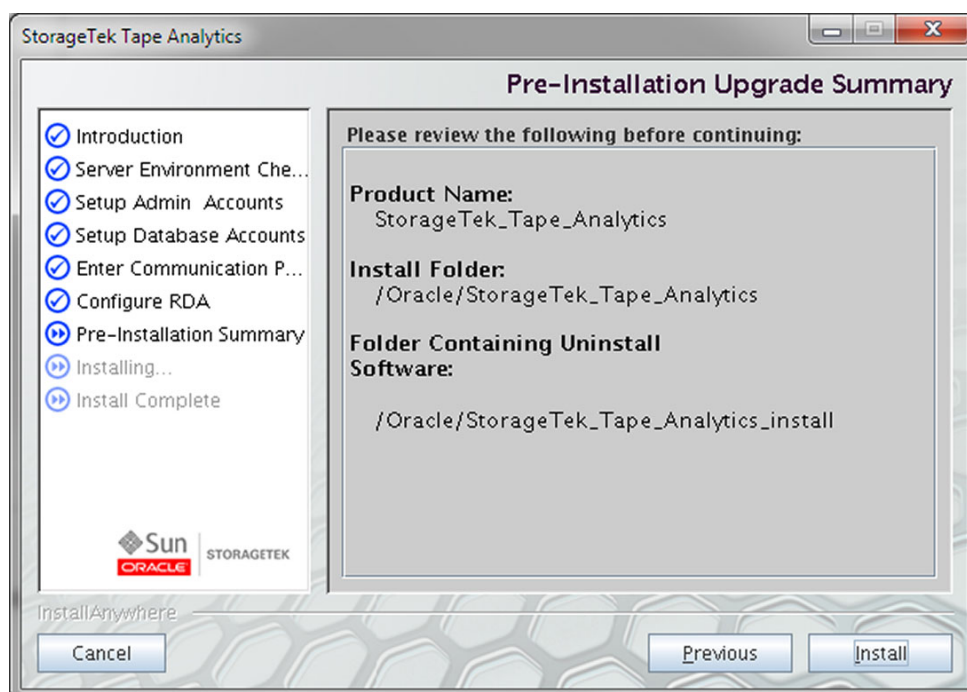 StorageTek Tape Analytics
Pre-Installation Upgrade Summary
Introduction
Server Environment Che...
Setup Admin Accounts
Setup Database Accounts
Enter Communication P...
Configure RDA
Pre-Installation Summary
Installing...
Install Complete
Sun
ORACLE
STORAGETEK
Please review the following before continuing:
Product Name:
StorageTek_Tape_Analytics
Install Folder:
/Oracle/StorageTek_Tape_Analytics
Folder Containing Uninstall
Software:
/Oracle/StorageTek_Tape_Analytics_install
InstallAnywhere
Cancel
Previous
Install